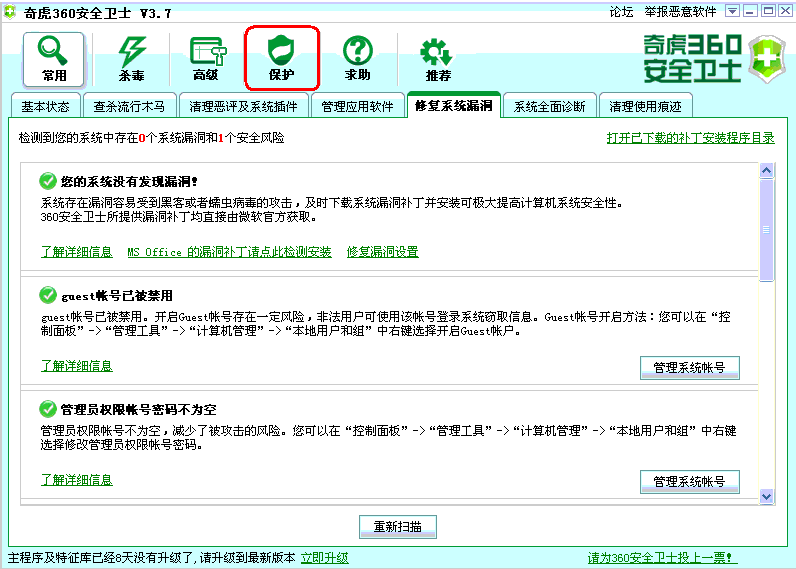 奇虎360安全卫士 V3.7
论坛 举报恶意软件
常用 杀毒 高级 保护 求助 推荐
奇虎360
安全卫士
基本状态 查杀流行木马 清理恶评及系统插件 管理应用软件 修复系统漏洞 系统全面诊断 清理使用痕迹
检测到您的系统中存在0个系统漏洞和1个安全风险 打开已下载的补丁安装程序目录
您的系统没有发现漏洞!
系统存在漏洞容易受到黑客或者蠕虫病毒的攻击，及时下载系统漏洞补丁并安装可极大提高计算机系统安全性。
360安全卫士所提供漏洞补丁均直接由微软官方获取。
了解详细信息 MS Office 的漏洞补丁请点此检测安装 修复漏洞设置
guest帐号已被禁用
guest帐号已被禁用。开启Guest帐号存在一定风险，非法用户可使用该帐号登录系统窃取信息。Guest帐号开启方法：您可以在“控
制面板”->“管理工具”->“计算机管理”->“本地用户和组”中右键选择开启Guest帐户。
了解详细信息 管理系统帐号
管理员权限帐号密码不为空
管理员权限帐号不为空，减少了被攻击的风险。您可以在“控制面板”->“管理工具”->“计算机管理”->“本地用户和组”中右键
选择修改管理员权限帐号密码。
了解详细信息 管理系统帐号
重新扫描
主程序及特征库已经8天没有升级了,请升级到最新版本 立即升级 请为360安全卫士投上一票!